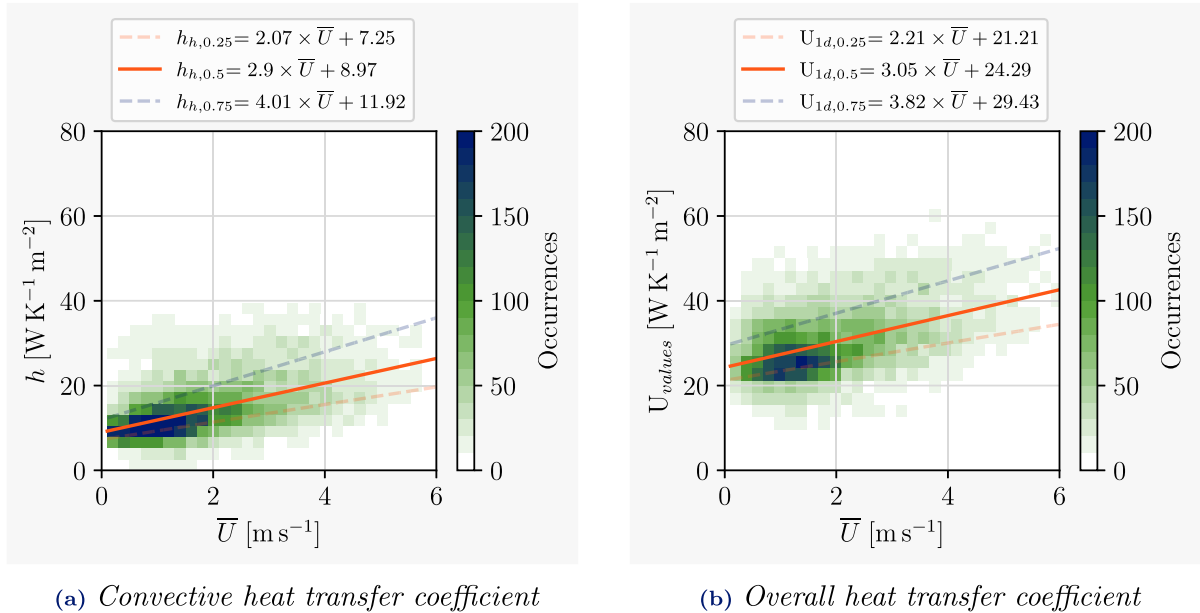 h_{h,0.25}= 2.07 × U̅ + 7.25
h_{h,0.5}= 2.9 × U̅ + 8.97
h_{h,0.75}= 4.01 × U̅ + 11.92
80
60
40
20
0
0 2 4 6
h [W K⁻¹ m⁻²]
U̅ [m s⁻¹]
200
150
100
50
0
Occurrences
(a) Convective heat transfer coefficient
U_{1d,0.25}= 2.21 × U̅ + 21.21
U_{1d,0.5}= 3.05 × U̅ + 24.29
U_{1d,0.75}= 3.82 × U̅ + 29.43
80
60
40
20
0
0 2 4 6
U_{values} [W K⁻¹ m⁻²]
U̅ [m s⁻¹]
200
150
100
50
0
Occurrences
(b) Overall heat transfer coefficient